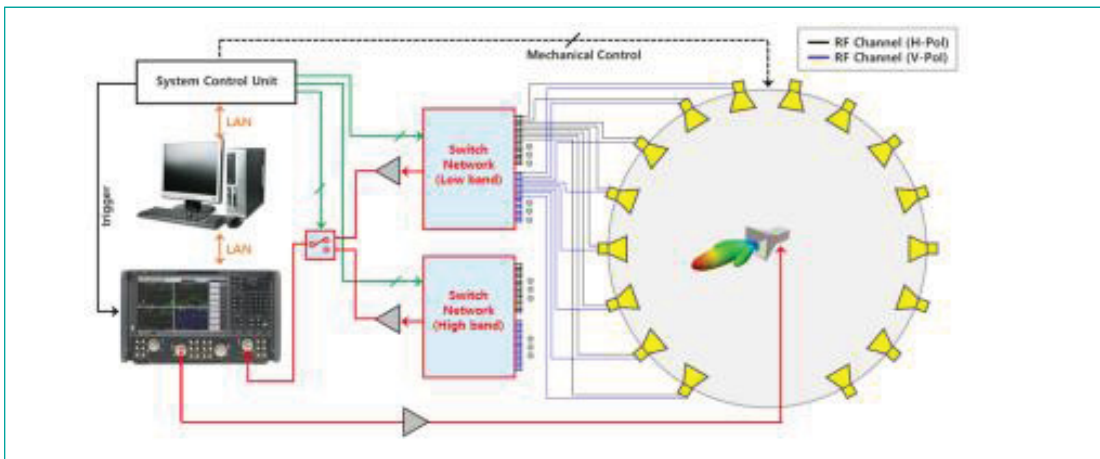 RF Channel (H-Pol)
RF Channel (V-Pol)
Mechanical Control
System Control Unit
LAN
trigger
Switch
Network
(Low band)
LAN
Switch
Network
(High band)